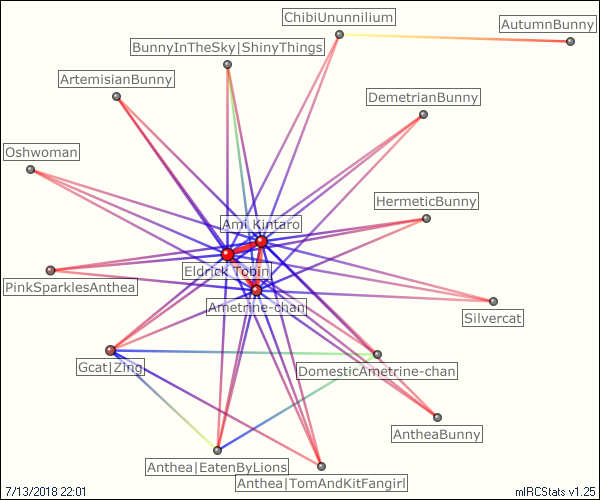 ChibiUnunnilium
AutumnBunny
BunnyInTheSky|ShinyThings
ArtemisianBunny
DemetrianBunny
Oshwoman
HermeticBunny
Ami Kintaro
Eldrick Tobin
PinkSparklesAnthea
Ametrine-chan
Silvercat
Gcat|Zing
DomesticAmetrine-chan
AntheaBunny
Anthea|EatenByLions
Anthea|TomAndKitFangirl
7/13/2018 22:01
mIRCStats v1.25